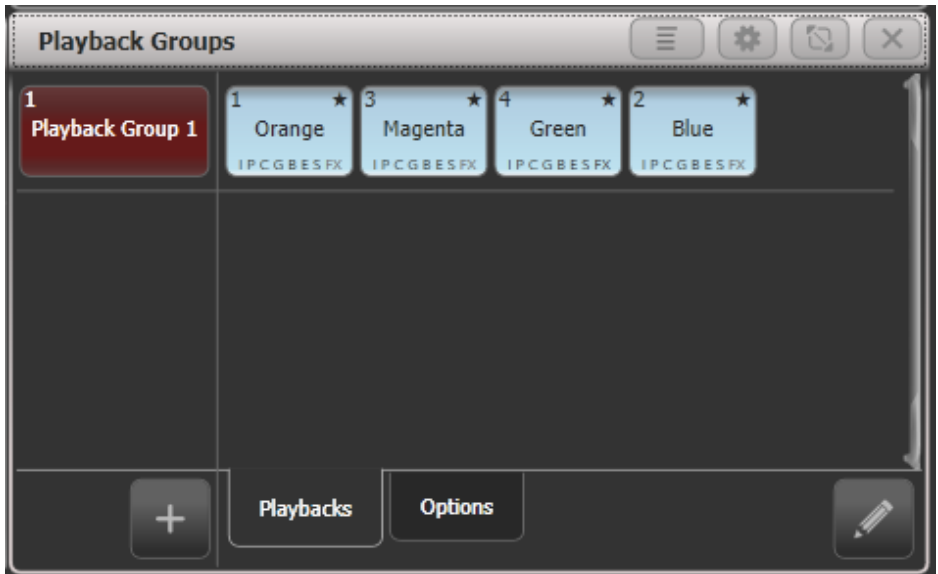 Playback Groups
1
Playback Group 1
1 ★
Orange
IPCGBESFX
3 ★
Magenta
IPCGBESFX
4 ★
Green
IPCGBESFX
2 ★
Blue
IPCGBESFX
+
Playbacks
Options